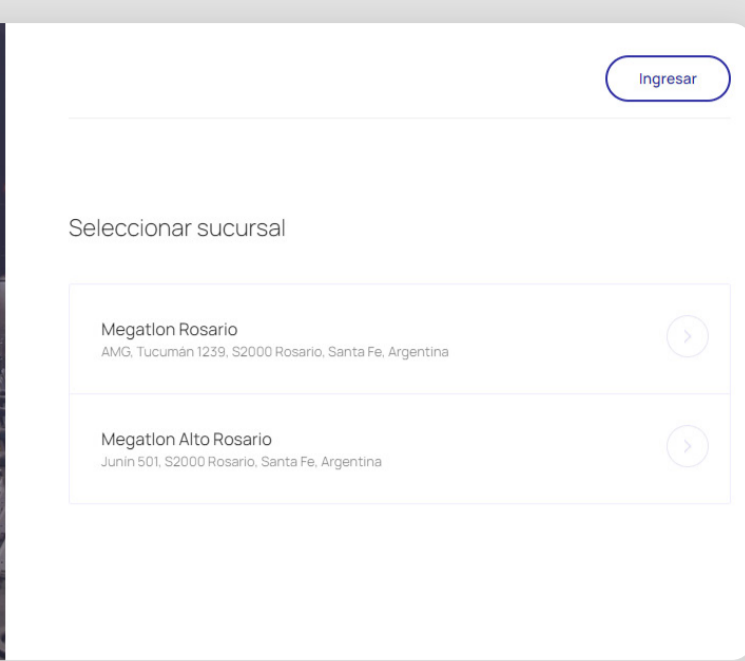 Ingresar
Seleccionar sucursal
Megatlon Rosario
AMG, Tucumán 1239, S2000 Rosario, Santa Fe, Argentina
Megatlon Alto Rosario
Junín 501, S2000 Rosario, Santa Fe, Argentina